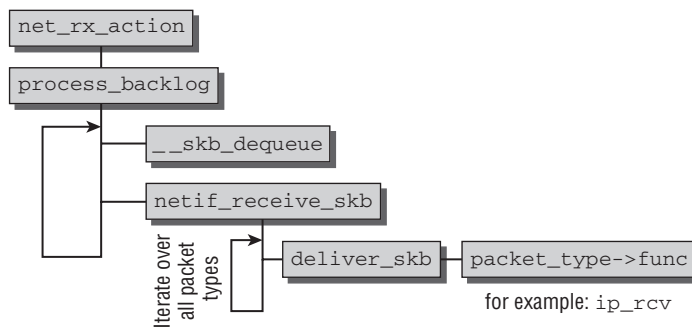 net_rx_action
process_backlog
__skb_dequeue
netif_receive_skb
Iterate over
all packet
types
deliver_skb
packet_type->func
for example: ip_rcv